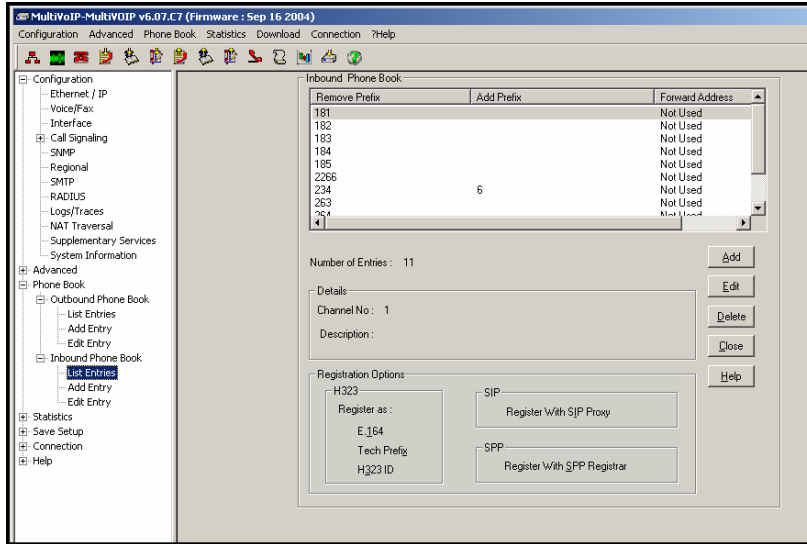 MultiVoIP-MultiVOIP v6.07.C7 (Firmware : Sep 16 2004)
Configuration Advanced Phone Book Statistics Download Connection ?Help
Configuration
Ethernet / IP
Voice/Fax
Interface
Call Signaling
SNMP
Regional
SMTP
RADIUS
Logs/Traces
NAT Traversal
Supplementary Services
System Information
Advanced
Phone Book
Outbound Phone Book
List Entries
Add Entry
Edit Entry
Inbound Phone Book
List Entries
Add Entry
Edit Entry
Statistics
Save Setup
Connection
Help
Inbound Phone Book
Remove Prefix Add Prefix Forward Address
181 Not Used
182 Not Used
183 Not Used
184 Not Used
185 Not Used
2266 Not Used
234 6 Not Used
263 Not Used
264 Not Used
Number of Entries : 11
Details
Channel No : 1
Description :
Add
Edit
Delete
Close
Help
Registration Options
H323
Register as :
E.164
Tech Prefix
H323 ID
SIP
Register With SIP Proxy
SPP
Register With SPP Registrar